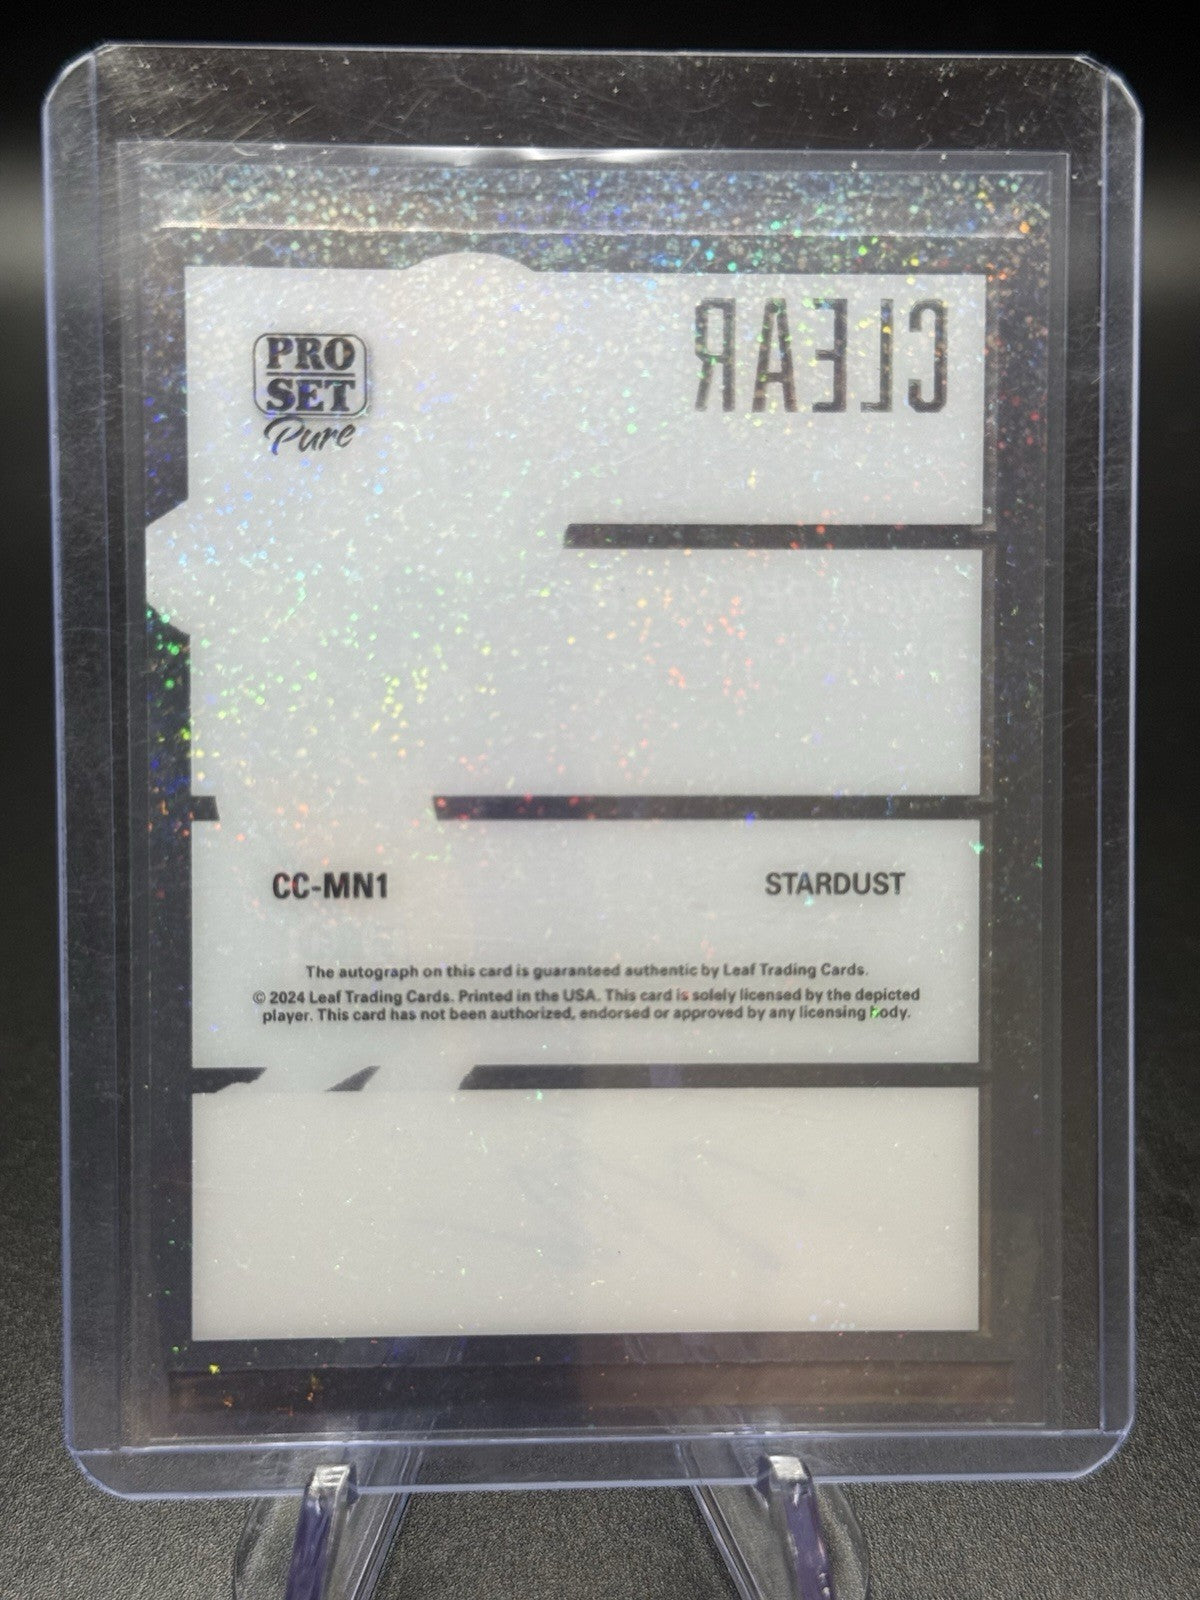 CLEAR
PRO
SET
Pure
CC-MN1
STARDUST
The autograph on this card is guaranteed authentic by Leaf Trading Cards.
© 2024 Leaf Trading Cards. Printed in the USA. This card is solely licensed by the depicted
player. This card has not been authorized, endorsed or approved by any licensing body.